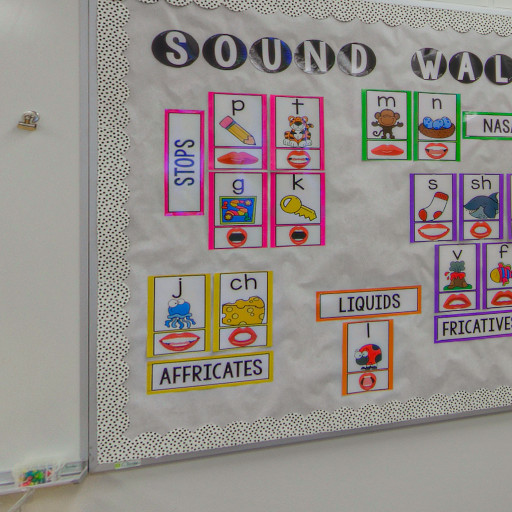 SOUND WAL
p t
m n
NASA
STOPS
g k
s sh
v f
j ch
LIQUIDS
l
FRICATIVES
AFFRICATES